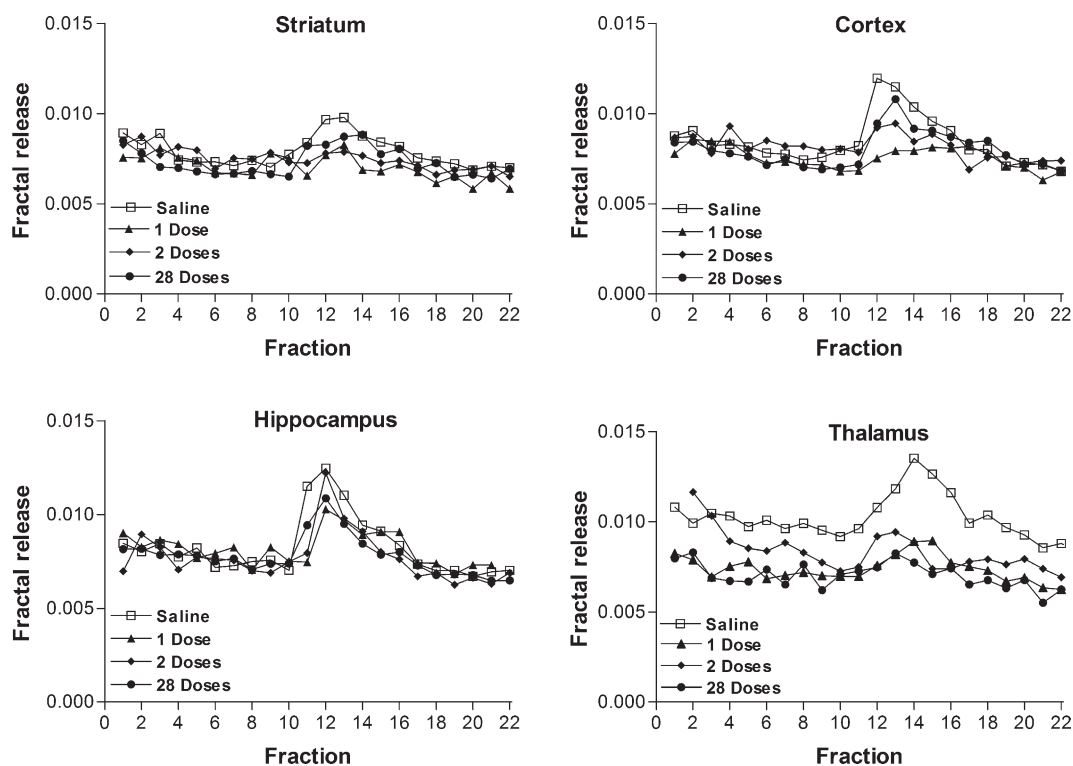 Striatum
Fractal release
0.015
0.010
0.005
0.000
Saline
1 Dose
2 Doses
28 Doses
0 2 4 6 8 10 12 14 16 18 20 22
Fraction
Cortex
Fractal release
0.015
0.010
0.005
0.000
Saline
1 Dose
2 Doses
28 Doses
0 2 4 6 8 10 12 14 16 18 20 22
Fraction
Hippocampus
Fractal release
0.015
0.010
0.005
0.000
Saline
1 Dose
2 Doses
28 Doses
0 2 4 6 8 10 12 14 16 18 20 22
Fraction
Thalamus
Fractal release
0.015
0.010
0.005
0.000
Saline
1 Dose
2 Doses
28 Doses
0 2 4 6 8 10 12 14 16 18 20 22
Fraction